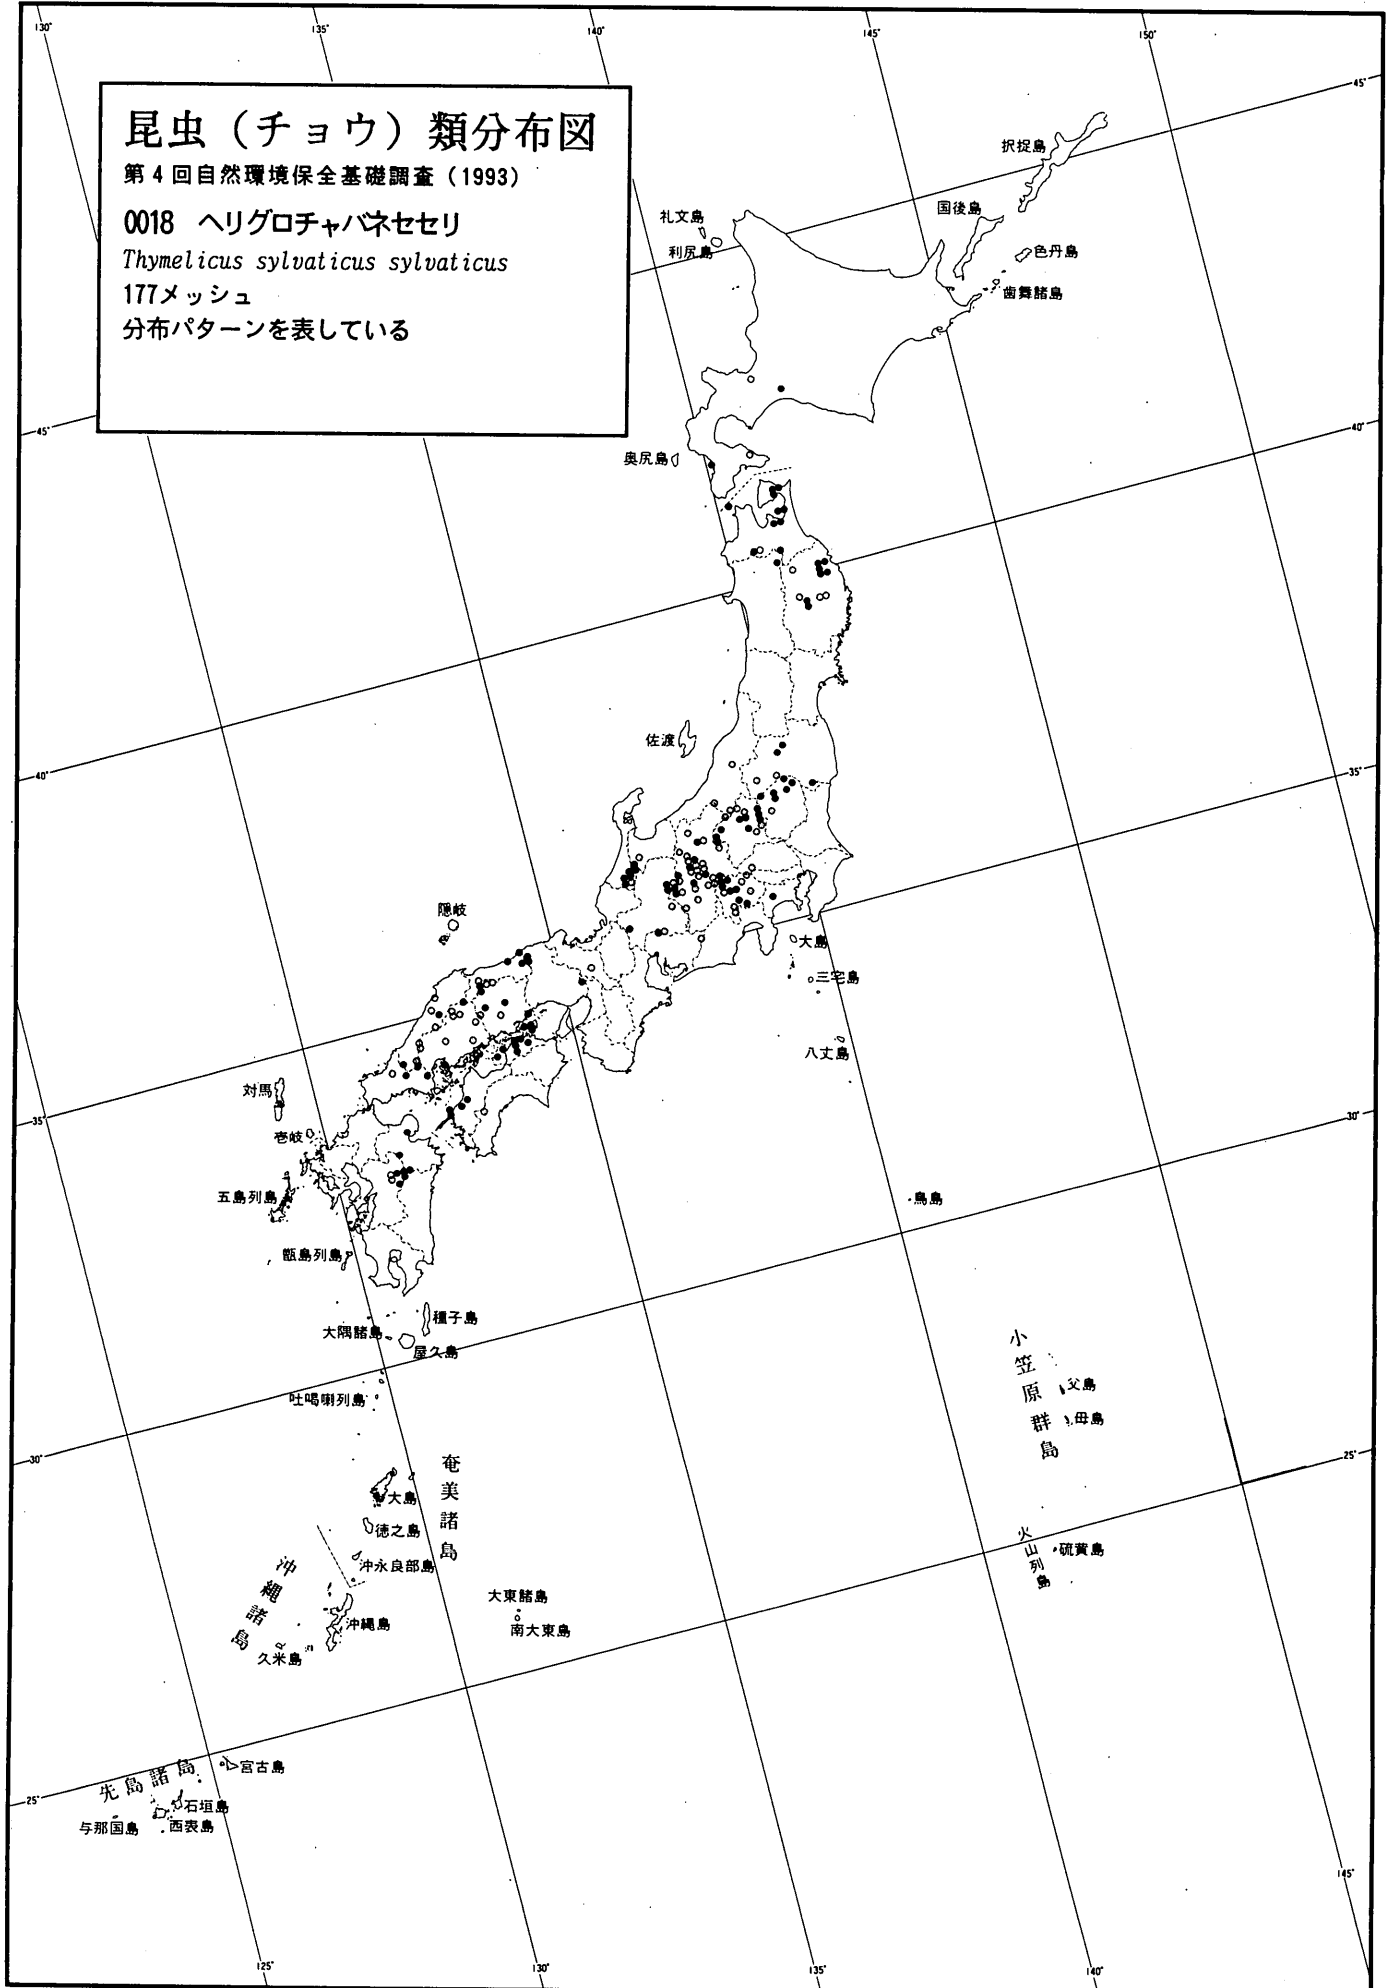 130°
135°
140°
145°
150°
45°
昆虫（チョウ）類分布図
第4回自然環境保全基礎調査（1993）
0018 ヘリグロチャバネセセリ
Thymelicus sylvaticus sylvaticus
177メッシュ
分布パターンを表している
択捉島
国後島
色丹島
歯舞諸島
礼文島
利尻島
45°
40°
奥尻島
佐渡
40°
35°
隠岐
大島
三宅島
八丈島
対馬
35°
壱岐
30°
五島列島
鳥島
甑島列島
種子島
大隅諸島
屋久島
吐噶喇列島
小笠原群島
父島
母島
30°
25°
奄美諸島
大島
徳之島
沖永良部島
沖縄諸島
沖縄島
久米島
大東諸島
南大東島
火山列島
硫黄島
先島諸島
宮古島
石垣島
西表島
与那国島
25°
145°
125°
130°
135°
140°